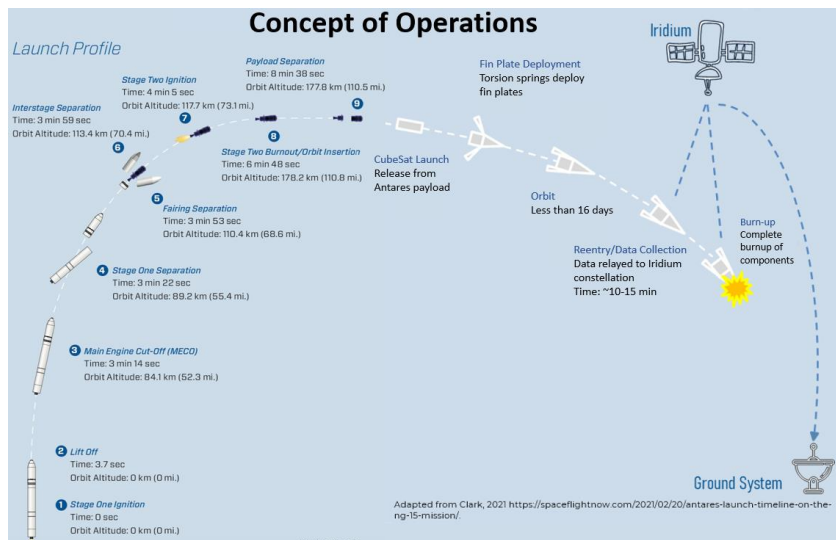 Concept of Operations
Launch Profile
1 Stage One Ignition
Time: 0 sec
Orbit Altitude: 0 km (0 mi.)
2 Lift Off
Time: 3.7 sec
Orbit Altitude: 0 km (0 mi.)
3 Main Engine Cut-Off (MECO)
Time: 3 min 14 sec
Orbit Altitude: 84.1 km (52.3 mi.)
4 Stage One Separation
Time: 3 min 22 sec
Orbit Altitude: 89.2 km (55.4 mi.)
5
Fairing Separation
Time: 3 min 53 sec
Orbit Altitude: 110.4 km (68.6 mi.)
Interstage Separation
Time: 3 min 59 sec
Orbit Altitude: 113.4 km (70.4 mi.)
6
Stage Two Ignition
Time: 4 min 5 sec
Orbit Altitude: 117.7 km (73.1 mi.)
7
8
Stage Two Burnout/Orbit Insertion
Time: 6 min 48 sec
Orbit Altitude: 178.2 km (110.8 mi.)
Payload Separation
Time: 8 min 38 sec
Orbit Altitude: 177.8 km (110.5 mi.)
9
CubeSat Launch
Release from
Antares payload
Fin Plate Deployment
Torsion springs deploy
fin plates
Orbit
Less than 16 days
Reentry/Data Collection
Data relayed to Iridium
constellation
Time: ~10-15 min
Burn-up
Complete
burnup of
components
Iridium
Ground System
Adapted from Clark, 2021 https://spaceflightnow.com/2021/02/20/antares-launch-timeline-on-the-
ng-15-mission/.